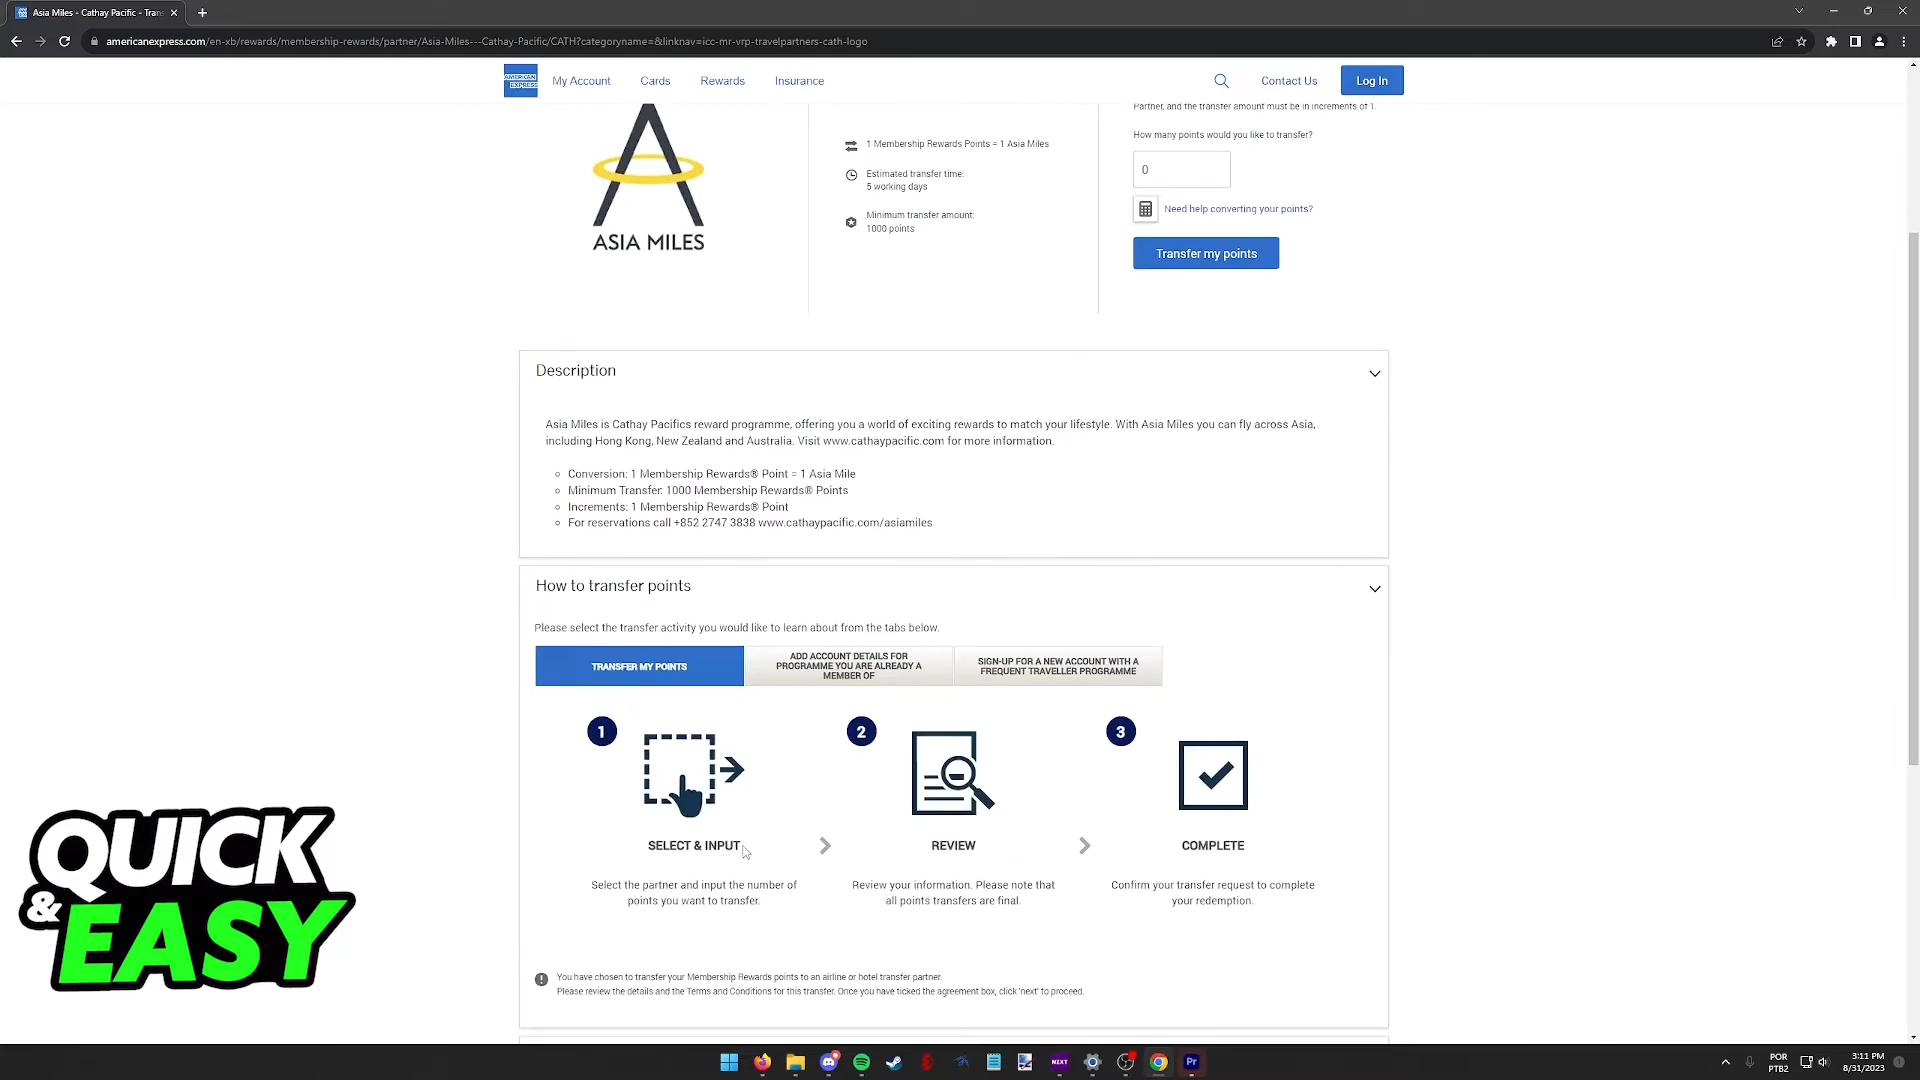 Asia Miles - Cathay Pacific - Tran
americanexpress.com/en-xb/rewards/membership-rewards/partner/Asia-Miles---Cathay-Pacific/CATH?categoryname=&linknav=icc-mr-vrp-travelpartners-cath-logo
AMERICAN
EXPRESS
My Account
Cards
Rewards
Insurance
Contact Us
Log In
ASIA MILES
1 Membership Rewards Points = 1 Asia Miles
Estimated transfer time:
5 working days
Minimum transfer amount:
1000 points
Partner, and the transfer amount must be in increments of 1.
How many points would you like to transfer?
0
Need help converting your points?
Transfer my points
Description
Asia Miles is Cathay Pacifics reward programme, offering you a world of exciting rewards to match your lifestyle. With Asia Miles you can fly across Asia,
including Hong Kong, New Zealand and Australia. Visit www.cathaypacific.com for more information.
Conversion: 1 Membership Rewards® Point = 1 Asia Mile
Minimum Transfer: 1000 Membership Rewards® Points
Increments: 1 Membership Rewards® Point
For reservations call +852 2747 3838 www.cathaypacific.com/asiamiles
How to transfer points
Please select the transfer activity you would like to learn about from the tabs below.
TRANSFER MY POINTS
ADD ACCOUNT DETAILS FOR
PROGRAMME YOU ARE ALREADY A
MEMBER OF
SIGN-UP FOR A NEW ACCOUNT WITH A
FREQUENT TRAVELLER PROGRAMME
1
2
3
SELECT & INPUT
REVIEW
COMPLETE
Select the partner and input the number of
points you want to transfer.
Review your information. Please note that
all points transfers are final.
Confirm your transfer request to complete
your redemption.
You have chosen to transfer your Membership Rewards points to an airline or hotel transfer partner.
Please review the details and the Terms and Conditions for this transfer. Once you have ticked the agreement box, click 'next' to proceed.
QUICK
& EASY
NEXT
Pr
POR
PTB2
3:11 PM
8/31/2023